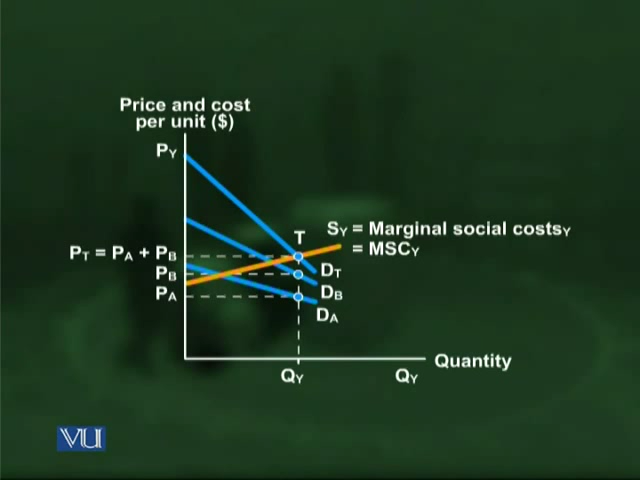 Price and cost
per unit ($)
PY
T
SY = Marginal social costsY
= MSCY
PT = PA + PB
PB
PA
DT
DB
DA
Quantity
QY
QY
VU